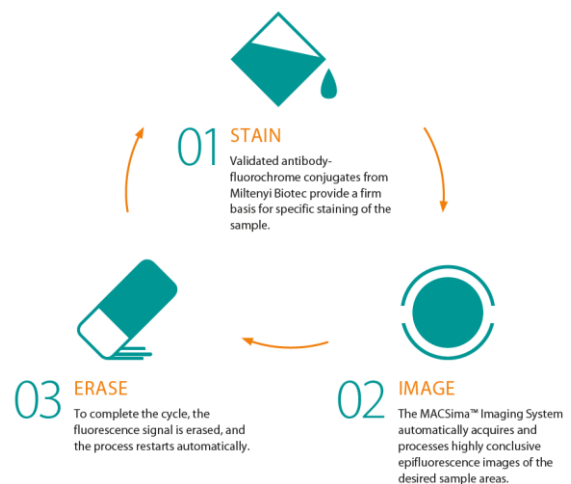 01 STAIN
Validated antibody-
fluorochrome conjugates from
Miltenyi Biotec provide a firm
basis for specific staining of the
sample.
02 IMAGE
The MACSima™ Imaging System
automatically acquires and
processes highly conclusive
epifluorescence images of the
desired sample areas.
03 ERASE
To complete the cycle, the
fluorescence signal is erased, and
the process restarts automatically.